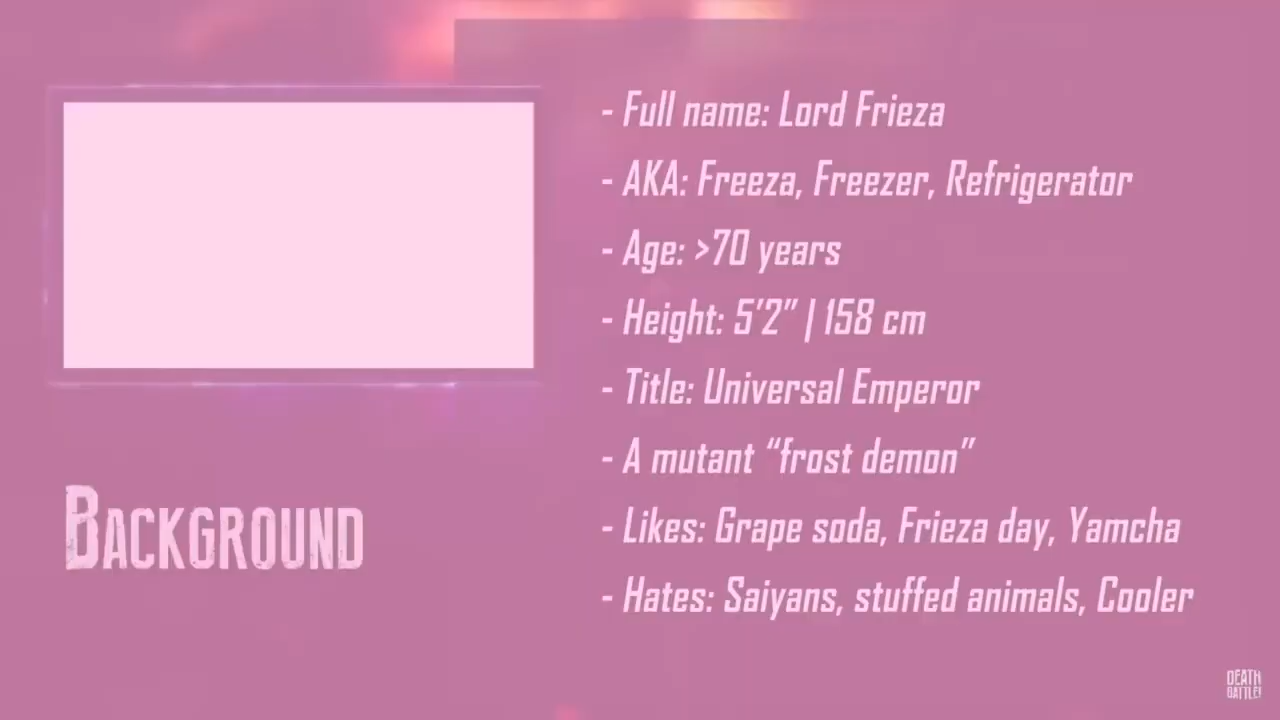 - Full name: Lord Frieza
- AKA: Freeza, Freezer, Refrigerator
- Age: >70 years
- Height: 5'2" | 158 cm
- Title: Universal Emperor
- A mutant “frost demon”
- Likes: Grape soda, Frieza day, Yamcha
- Hates: Saiyans, stuffed animals, Cooler
BACKGROUND
DEATH
BATTLE!